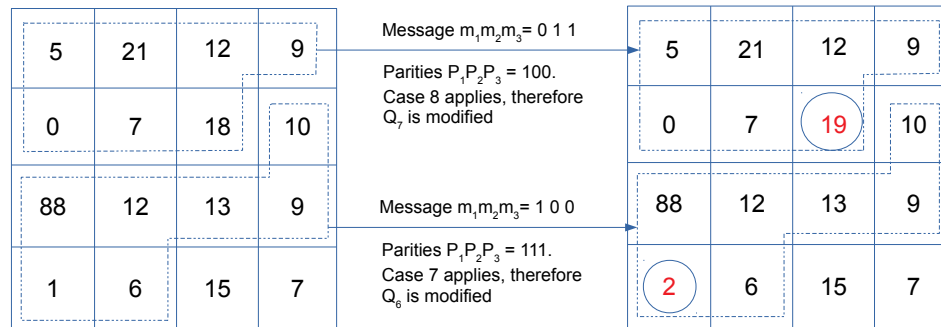 5 21 12 9
0 7 18 10
88 12 13 9
1 6 15 7
Message m₁m₂m₃= 0 1 1
Parities P₁P₂P₃ = 100.
Case 8 applies, therefore
Q₇ is modified
Message m₁m₂m₃= 1 0 0
Parities P₁P₂P₃ = 111.
Case 7 applies, therefore
Q₆ is modified
5 21 12 9
0 7 19 10
88 12 13 9
2 6 15 7